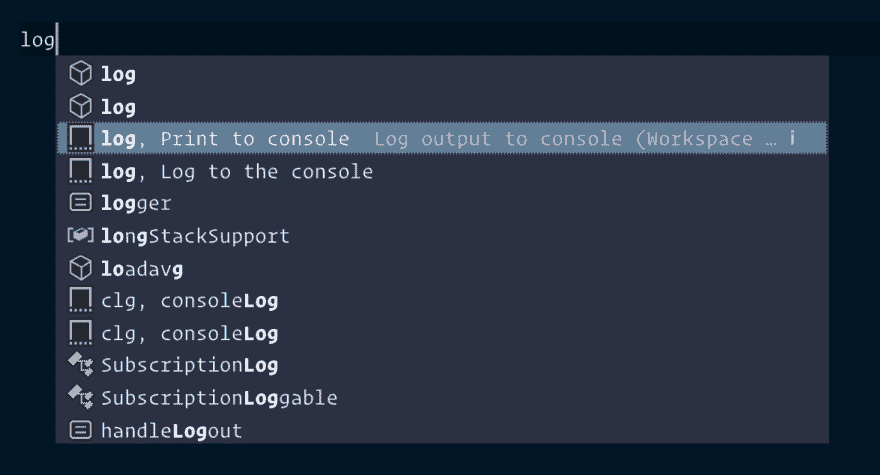 log
log
log
log, Print to console Log output to console (Workspace …
log, Log to the console
logger
longStackSupport
loadavg
clg, consoleLog
clg, consoleLog
SubscriptionLog
SubscriptionLoggable
handleLogout